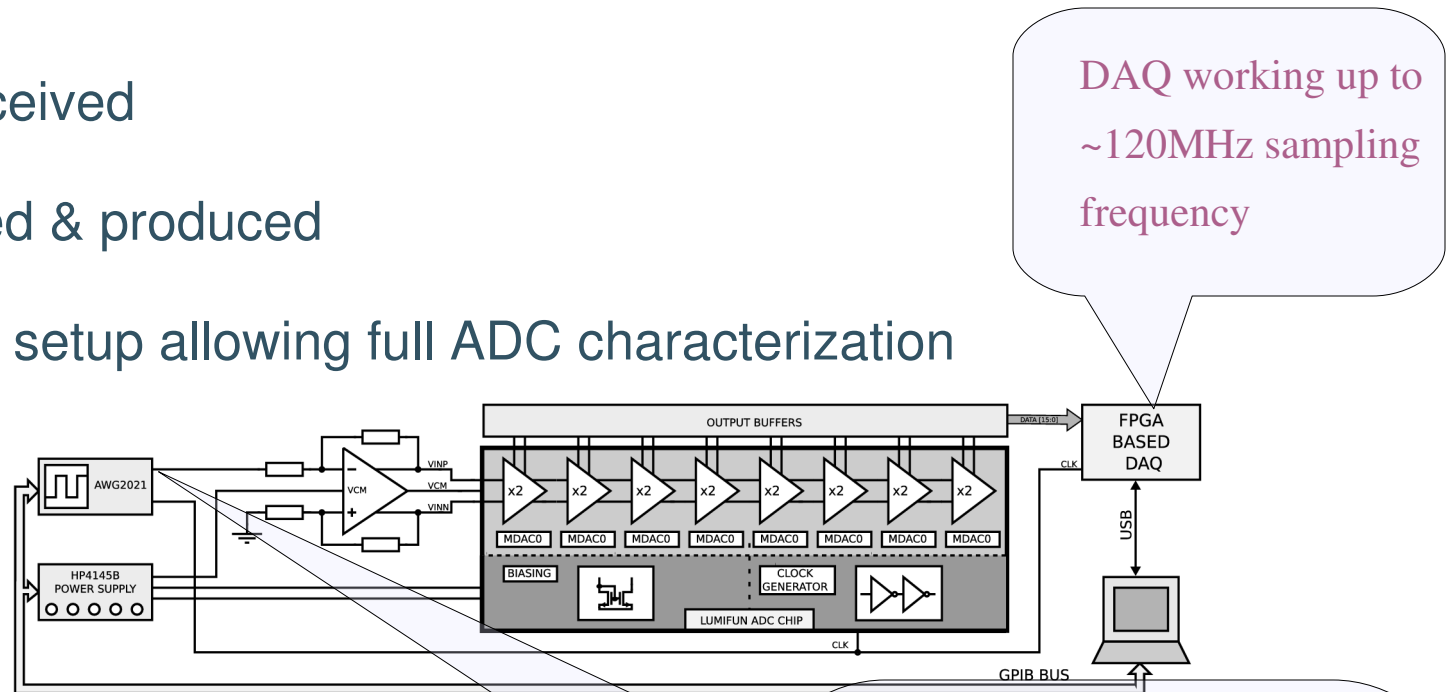 ceived
ed & produced
setup allowing full ADC characterization
DAQ working up to
~120MHz sampling
frequency
OUTPUT BUFFERS
DATA [15:0]
FPGA
BASED
DAQ
CLK
AWG2021
VINP
VCM
VCM
VINN
x2 x2 x2 x2 x2 x2 x2 x2
MDAC0 MDAC0 MDAC0 MDAC0 MDAC0 MDAC0 MDAC0 MDAC0
USB
HP4145B
POWER SUPPLY
BIASING
CLOCK
GENERATOR
LUMIFUN ADC CHIP
CLK
GPIB BUS